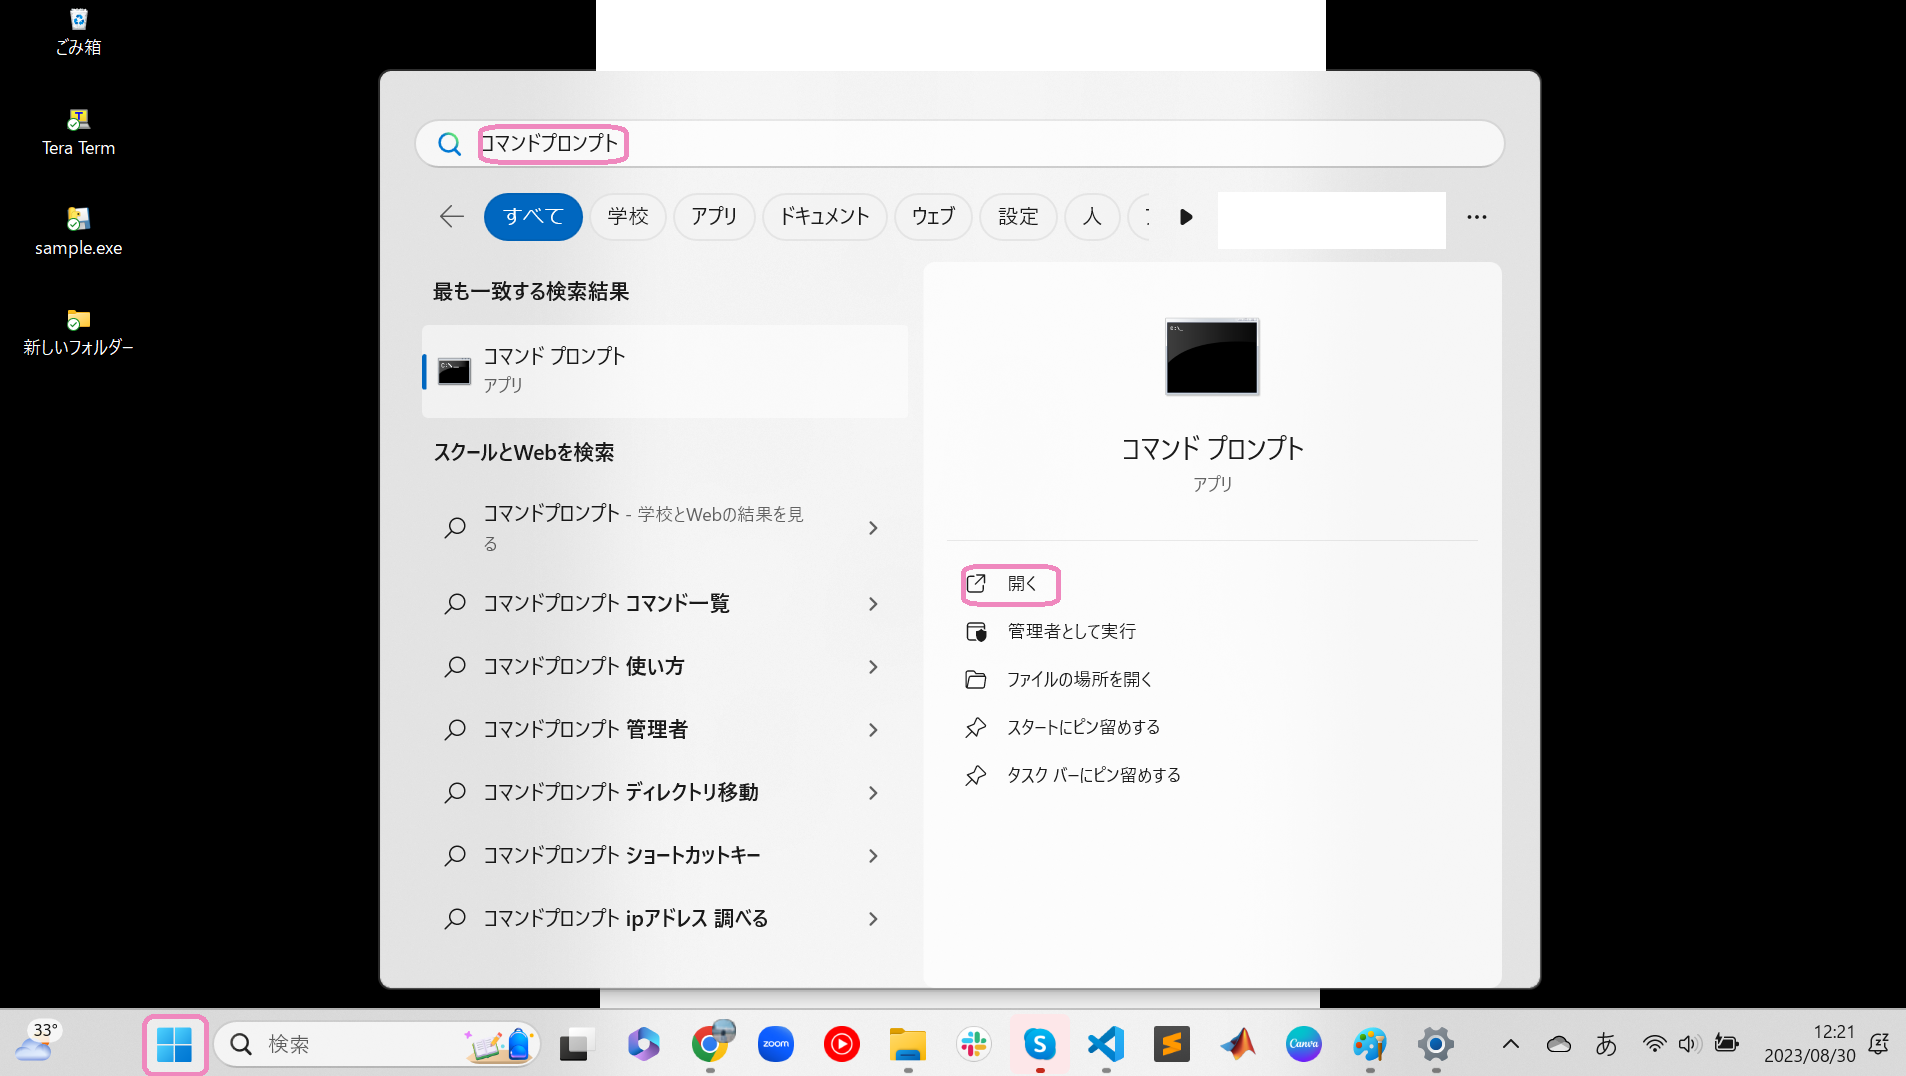 ごみ箱
Tera Term
sample.exe
新しいフォルダー
コマンドプロンプト
すべて
学校
アプリ
ドキュメント
ウェブ
設定
人
最も一致する検索結果
コマンド プロンプト
アプリ
スクールとWebを検索
コマンドプロンプト - 学校とWebの結果を見
る
コマンドプロンプト コマンド一覧
コマンドプロンプト 使い方
コマンドプロンプト 管理者
コマンドプロンプト ディレクトリ移動
コマンドプロンプト ショートカットキー
コマンドプロンプト ipアドレス 調べる
コマンド プロンプト
アプリ
開く
管理者として実行
ファイルの場所を開く
スタートにピン留めする
タスク バーにピン留めする
33°
検索
zoom
Canva
あ
12:21
2023/08/30